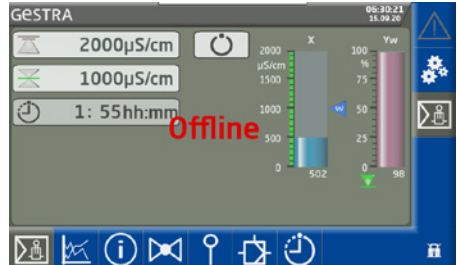 GESTRA
06:30:21
15.09.20
2000µS/cm
1000µS/cm
1: 55hh:mm
Offline
X
Yw
2000
µS/cm
1500
1000
500
0
502
100
%
75
50
25
0
98
W